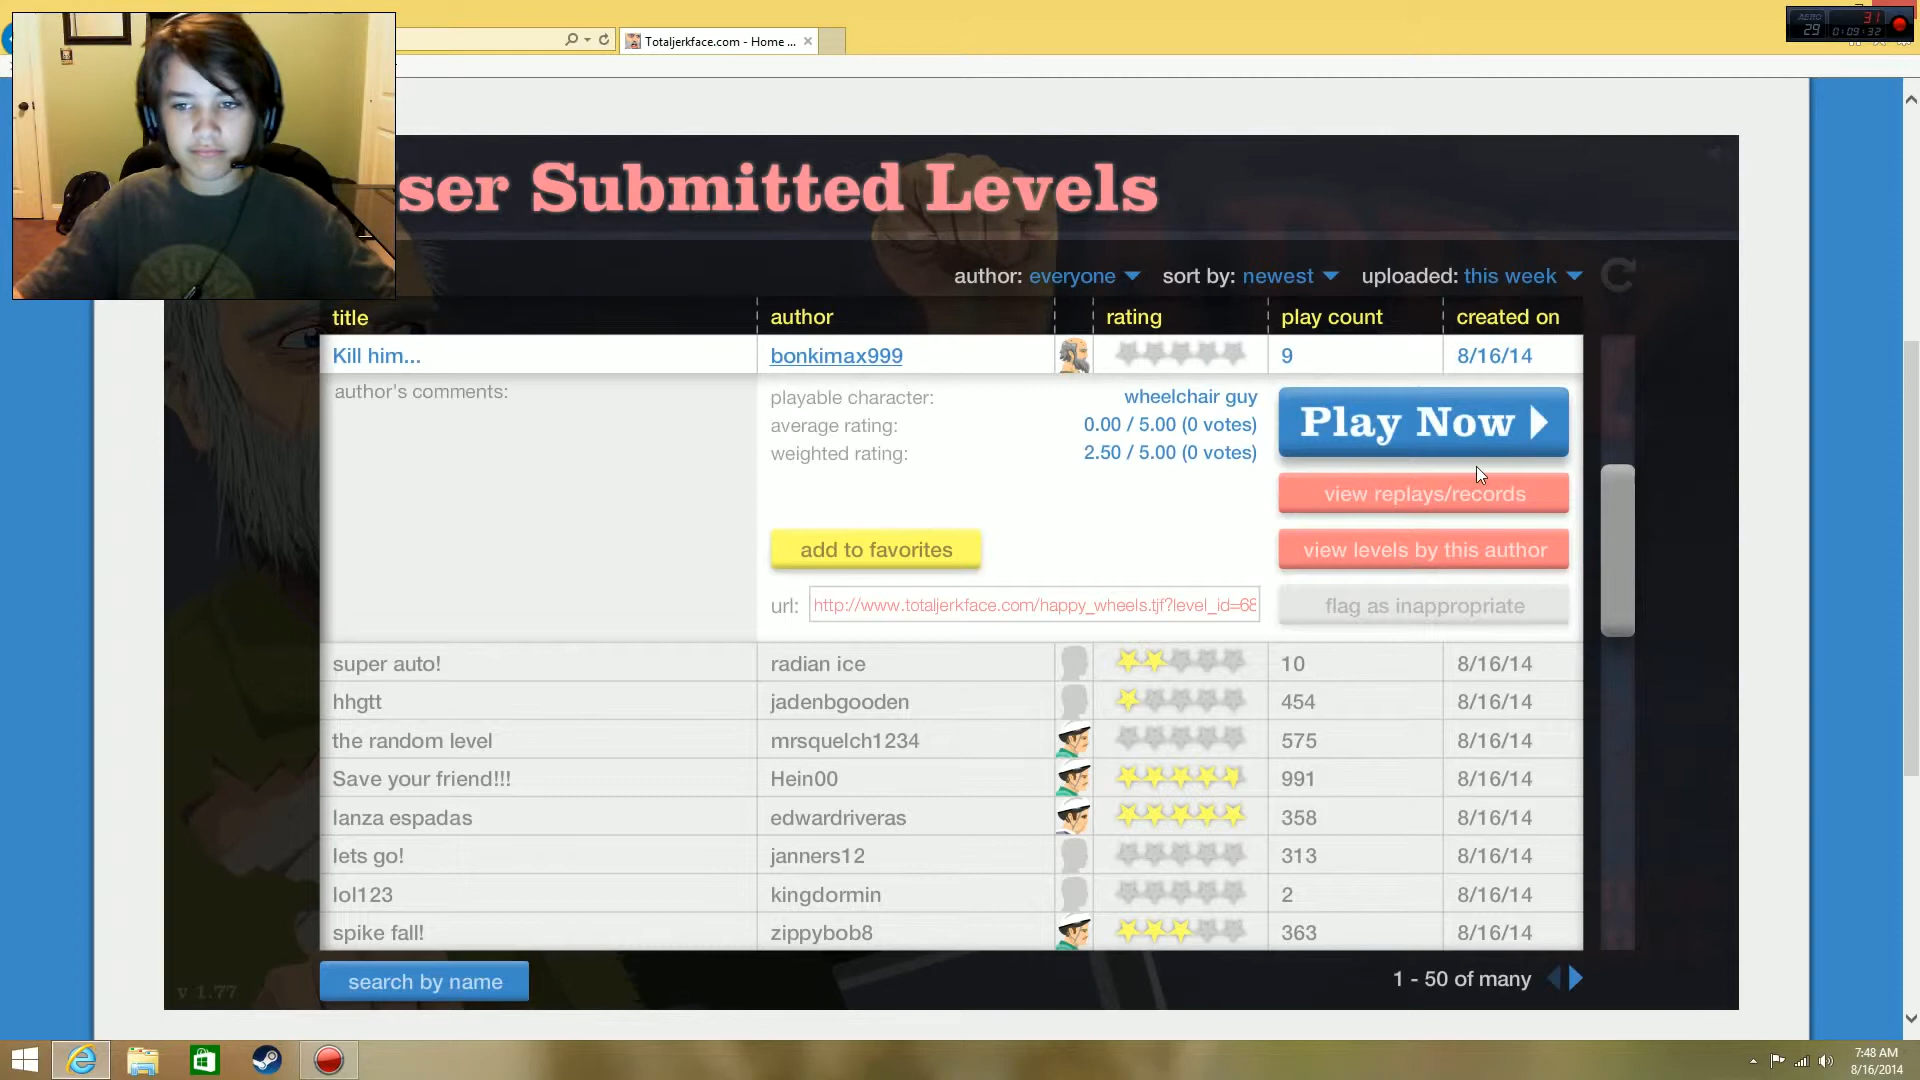 Totaljerkface.com - Home ...
AERO
29
31
0:09:32
ser Submitted Levels
author: everyone sort by: newest uploaded: this week
title author rating play count created on
Kill him... bonkimax999 9 8/16/14
author's comments:
playable character: wheelchair guy
average rating: 0.00 / 5.00 (0 votes)
weighted rating: 2.50 / 5.00 (0 votes)
Play Now
view replays/records
add to favorites
view levels by this author
url: http://www.totaljerkface.com/happy_wheels.tjf?level_id=68
flag as inappropriate
super auto! radian ice 10 8/16/14
hhgtt jadenbgooden 454 8/16/14
the random level mrsquelch1234 575 8/16/14
Save your friend!!! Hein00 991 8/16/14
lanza espadas edwardriveras 358 8/16/14
lets go! janners12 313 8/16/14
lol123 kingdormin 2 8/16/14
spike fall! zippybob8 363 8/16/14
v 1.77
search by name
1 - 50 of many
7:48 AM
8/16/2014